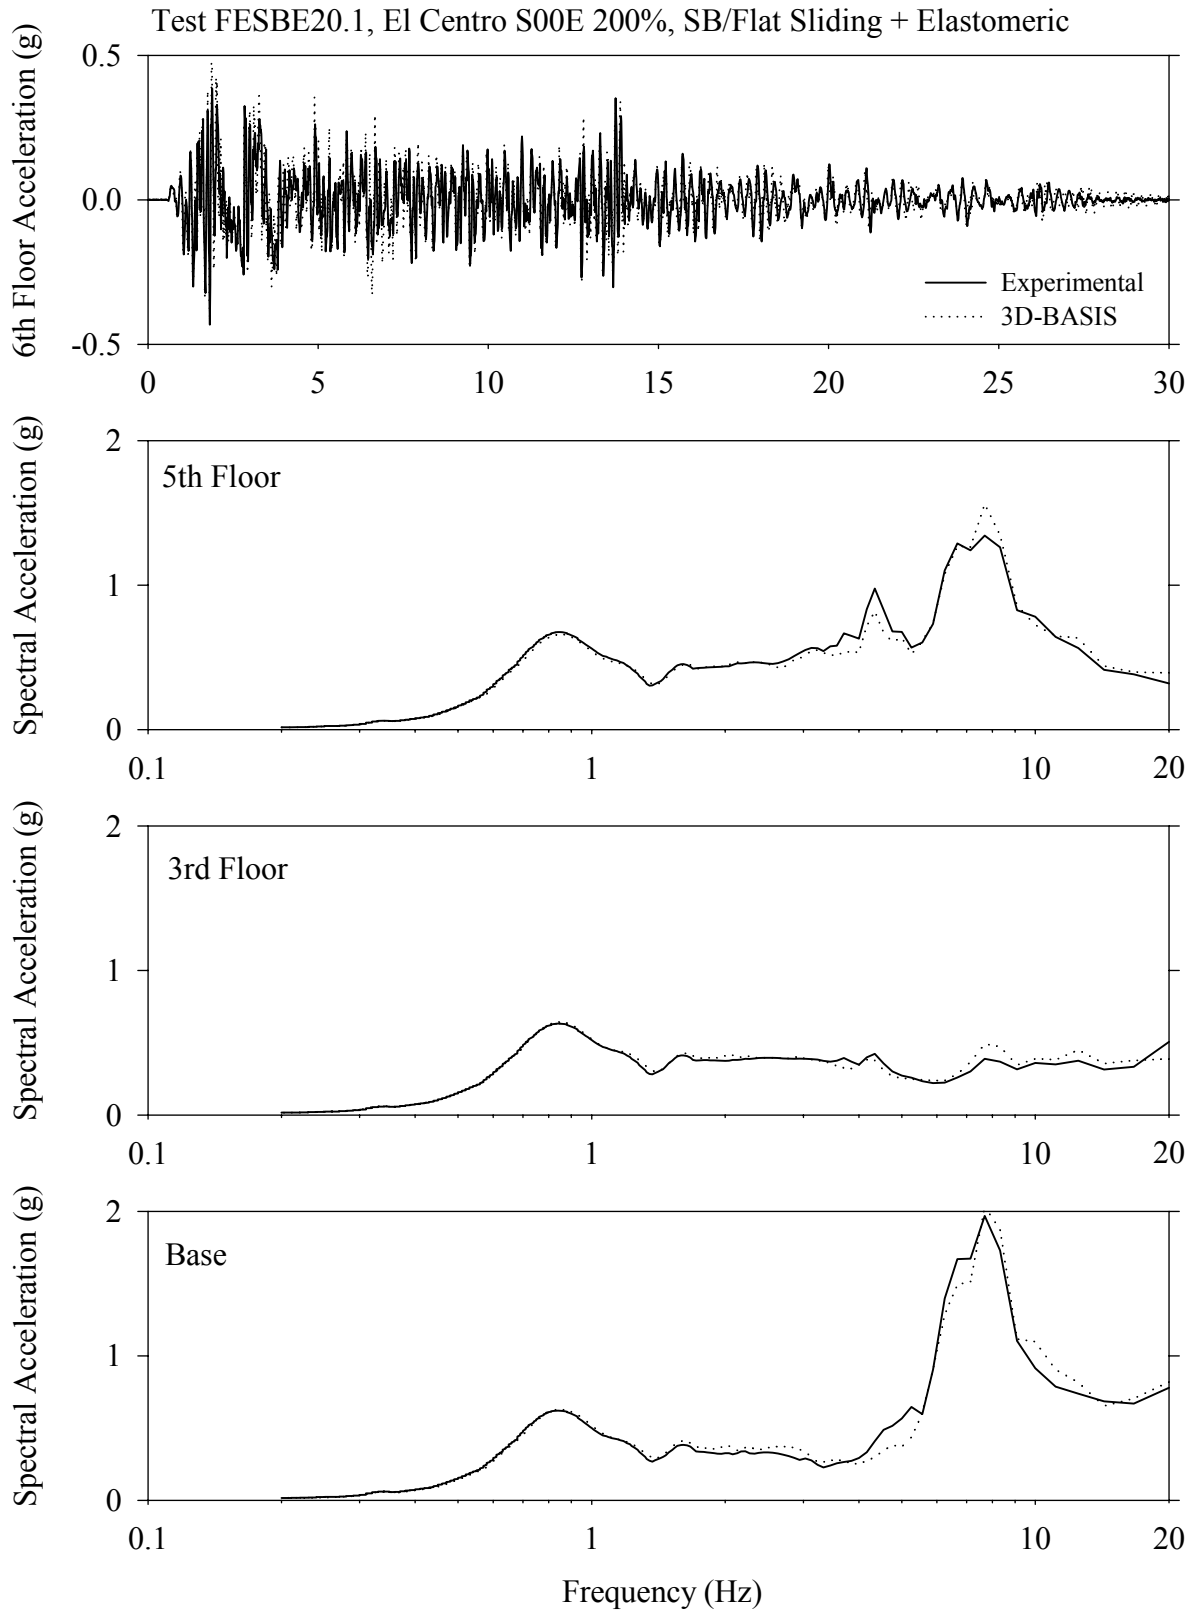 Test FESBE20.1, El Centro S00E 200%, SB/Flat Sliding + Elastomeric
6th Floor Acceleration (g)
0.5
0.0
-0.5
Experimental
3D-BASIS
0 5 10 15 20 25 30
Spectral Acceleration (g)
2
5th Floor
1
0
0.1 1 10 20
Spectral Acceleration (g)
2
3rd Floor
1
0
0.1 1 10 20
Spectral Acceleration (g)
2
Base
1
0
0.1 1 10 20
Frequency (Hz)